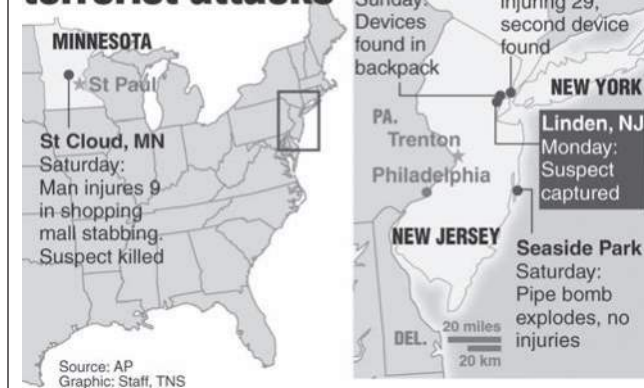 terrorist attacks
MINNESOTA
St Paul
St Cloud, MN
Saturday:
Man injures 9
in shopping
mall stabbing.
Suspect killed
Source: AP
Graphic: Staff, TNS
Sunday:
Devices
found in
backpack
injuring 29,
second device
found
NEW YORK
PA.
Trenton
Philadelphia
Linden, NJ
Monday:
Suspect
captured
NEW JERSEY
Seaside Park
Saturday:
Pipe bomb
explodes, no
injuries
DEL.
20 miles
20 km